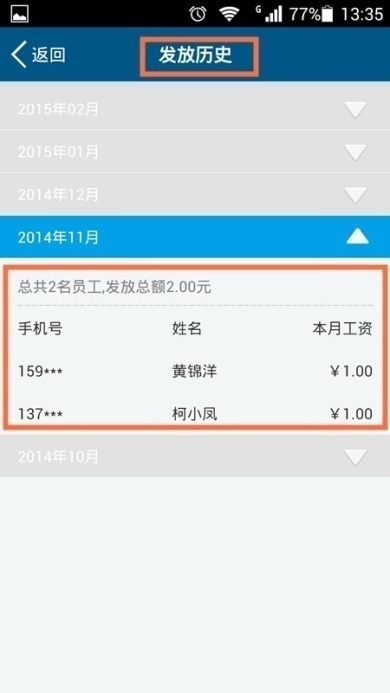 G 77% 13:35
返回 发放历史
2015年02月
2015年01月
2014年12月
2014年11月
总共2名员工,发放总额2.00元
手机号 姓名 本月工资
159*** 黄锦洋 ￥1.00
137*** 柯小凤 ￥1.00
2014年10月